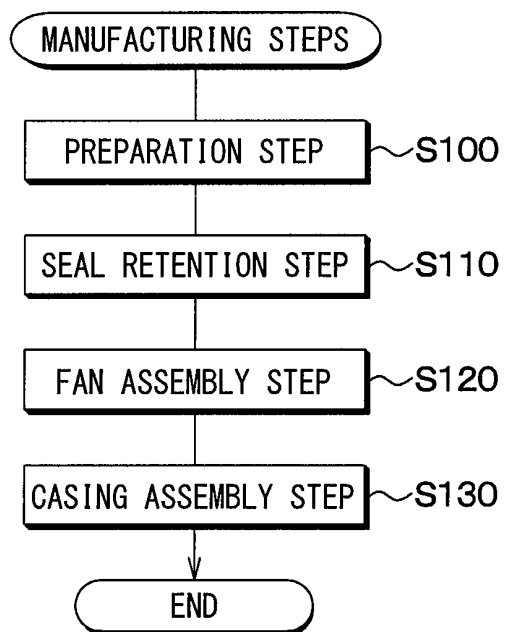 MANUFACTURING STEPS
PREPARATION STEP S100
SEAL RETENTION STEP S110
FAN ASSEMBLY STEP S120
CASING ASSEMBLY STEP S130
END